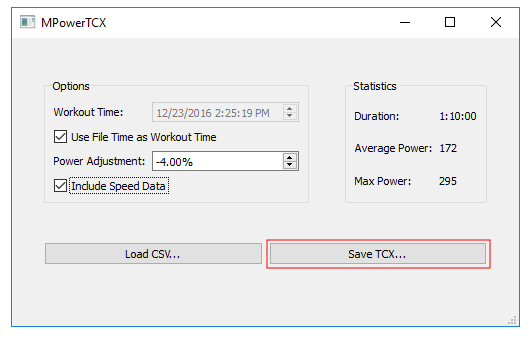 MPowerTCX
Options
Workout Time: 12/23/2016 2:25:19 PM
Use File Time as Workout Time
Power Adjustment: -4.00%
Include Speed Data
Statistics
Duration: 1:10:00
Average Power: 172
Max Power: 295
Load CSV...
Save TCX...